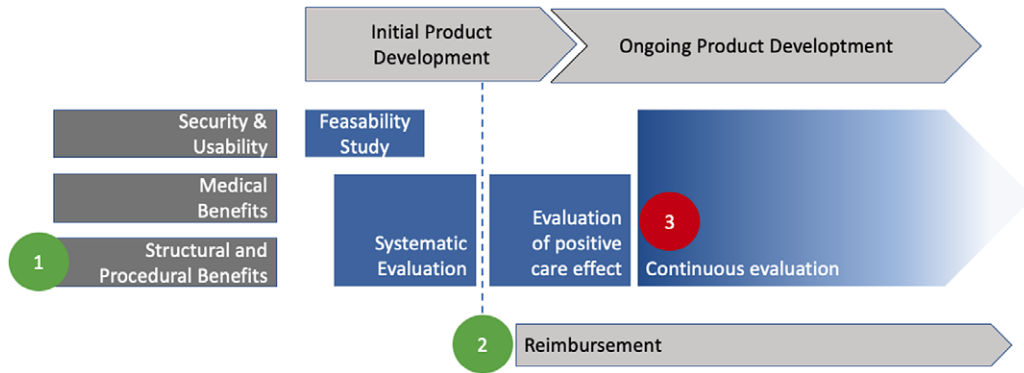 Initial Product
Development
Ongoing Product Developtment
Security &
Usability
Feasability
Study
Medical
Benefits
Structural and
Procedural Benefits
1
Systematic
Evaluation
Evaluation
of positive
care effect
3
Continuous evaluation
2
Reimbursement